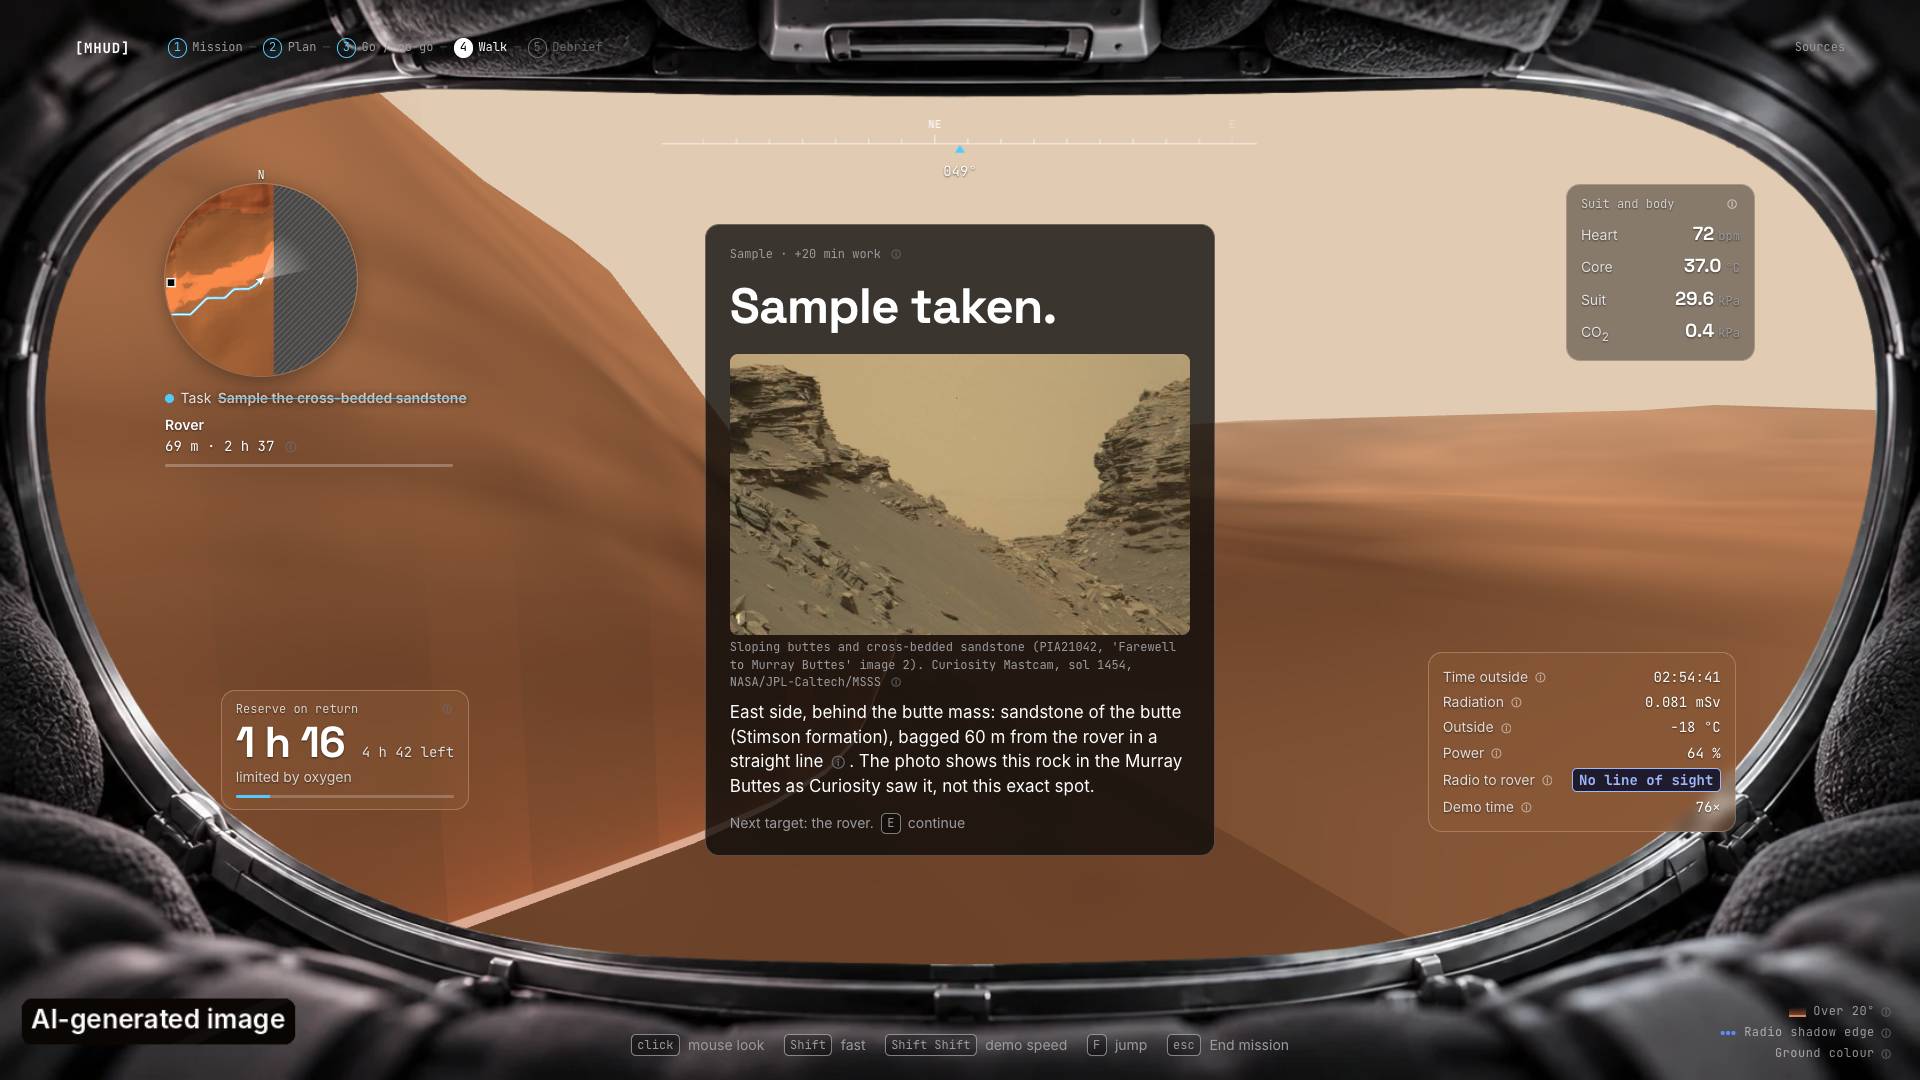 [MHUD]
1 Mission
2 Plan
3 Go / no-go
4 Walk
5 Debrief
Sources
NE
E
049°
N
Task Sample the cross-bedded sandstone
Rover
69 m · 2 h 37
Suit and body
Heart 72 bpm
Core 37.0 °C
Suit 29.6 kPa
CO2 0.4 kPa
Sample · +20 min work
Sample taken.
Sloping buttes and cross-bedded sandstone (PIA21042, 'Farewell
to Murray Buttes' image 2). Curiosity Mastcam, sol 1454,
NASA/JPL-Caltech/MSSS
East side, behind the butte mass: sandstone of the butte
(Stimson formation), bagged 60 m from the rover in a
straight line . The photo shows this rock in the Murray
Buttes as Curiosity saw it, not this exact spot.
Next target: the rover. E continue
Reserve on return
1 h 16 4 h 42 left
limited by oxygen
Time outside 02:54:41
Radiation 0.081 mSv
Outside -18 °C
Power 64 %
Radio to rover No line of sight
Demo time 76×
AI-generated image
click mouse look Shift fast Shift Shift demo speed F jump esc End mission
Over 20°
Radio shadow edge
Ground colour